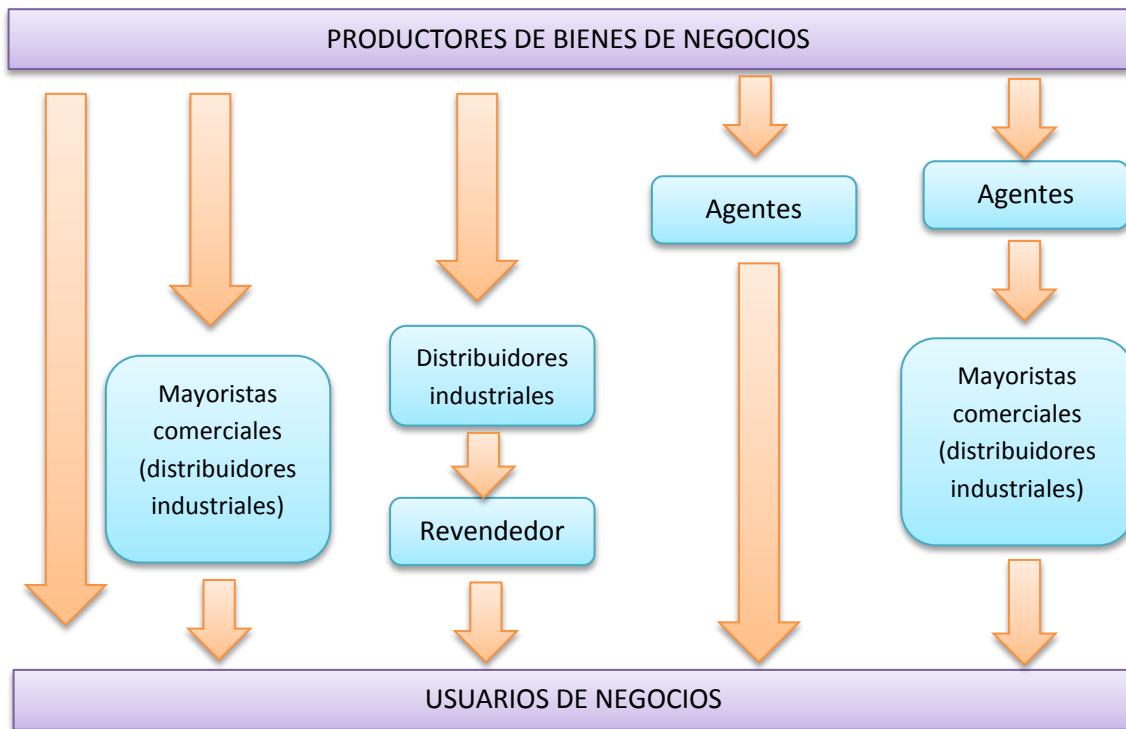 PRODUCTORES DE BIENES DE NEGOCIOS
Agentes
Agentes
Distribuidores
industriales
Mayoristas
comerciales
(distribuidores
industriales)
Mayoristas
comerciales
(distribuidores
industriales)
Revendedor
USUARIOS DE NEGOCIOS